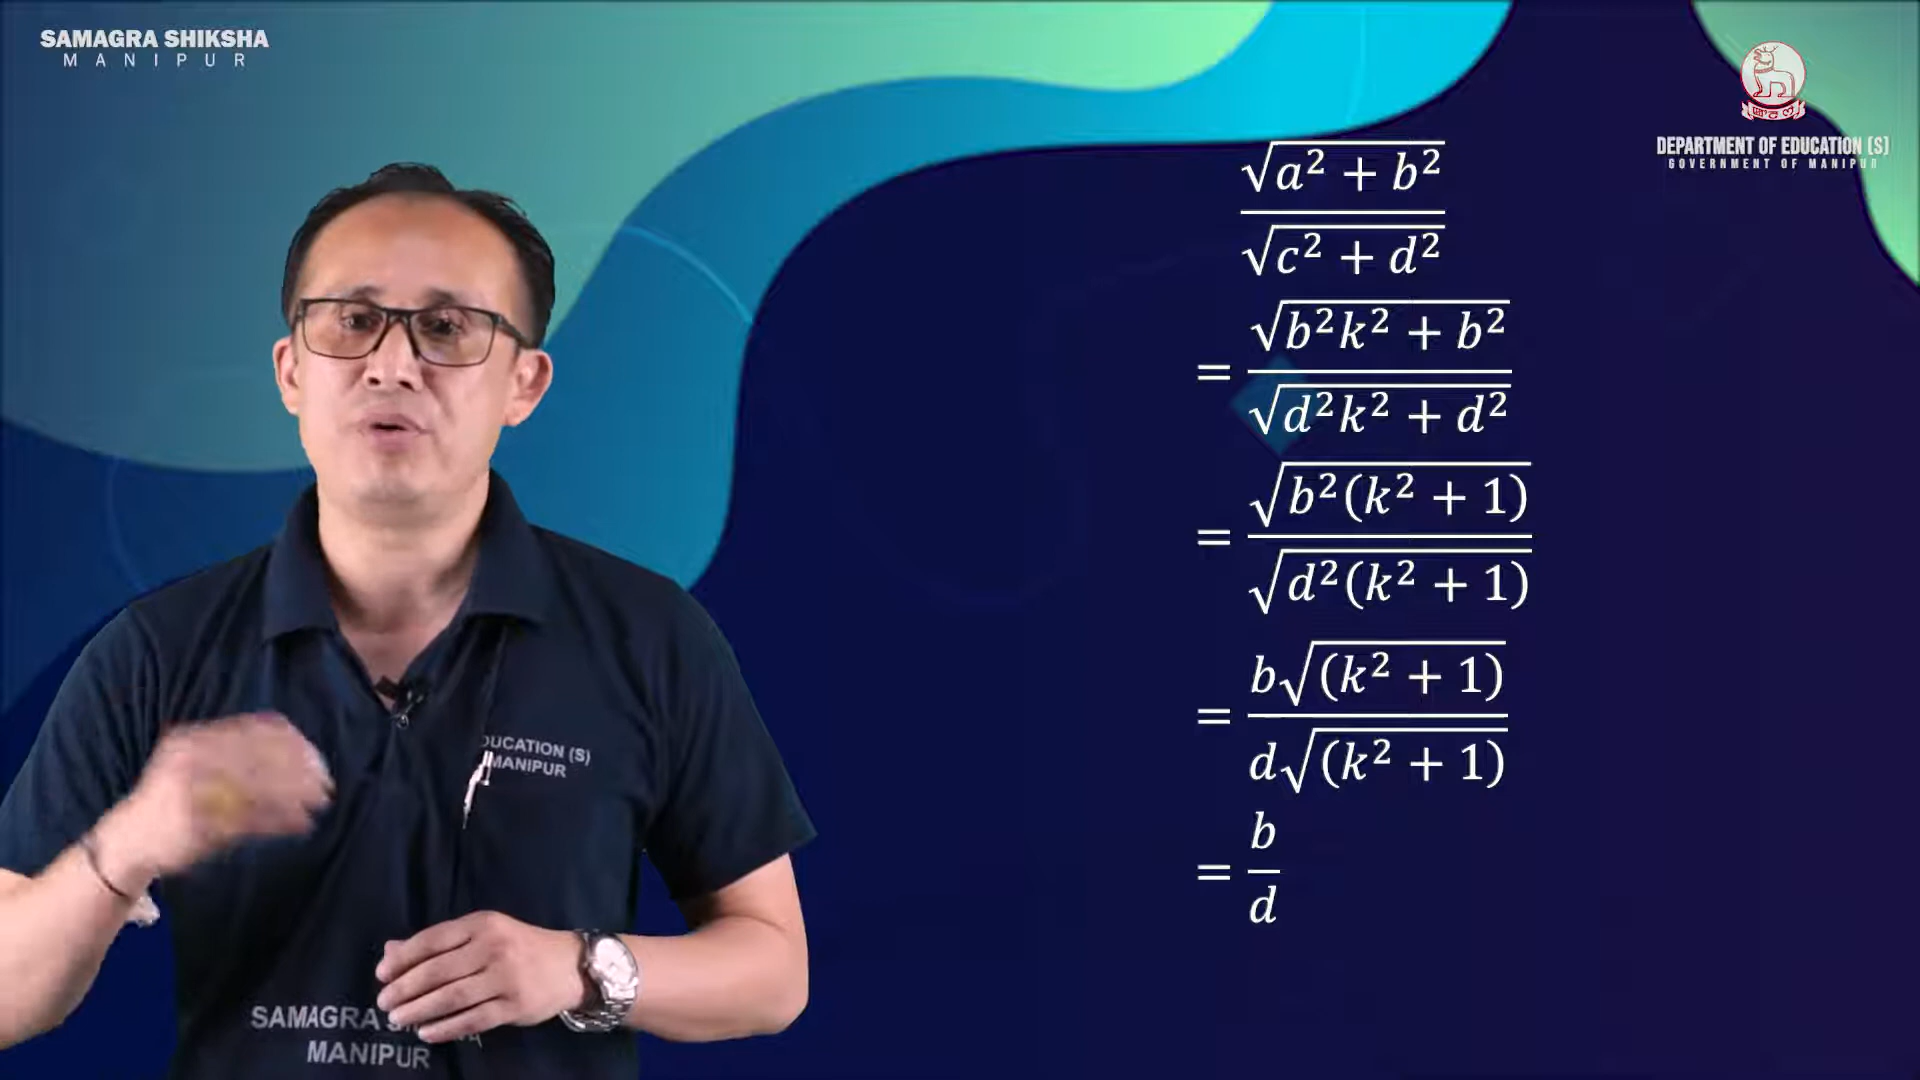 SAMAGRA SHIKSHA
MANIPUR
DEPARTMENT OF EDUCATION (S)
GOVERNMENT OF MANIPUR
√(a² + b²) / √(c² + d²)
= √(b²k² + b²) / √(d²k² + d²)
= √(b²(k² + 1)) / √(d²(k² + 1))
= b√(k² + 1) / d√(k² + 1)
= b / d
EDUCATION (S)
MANIPUR
SAMAGRA
MANIPUR